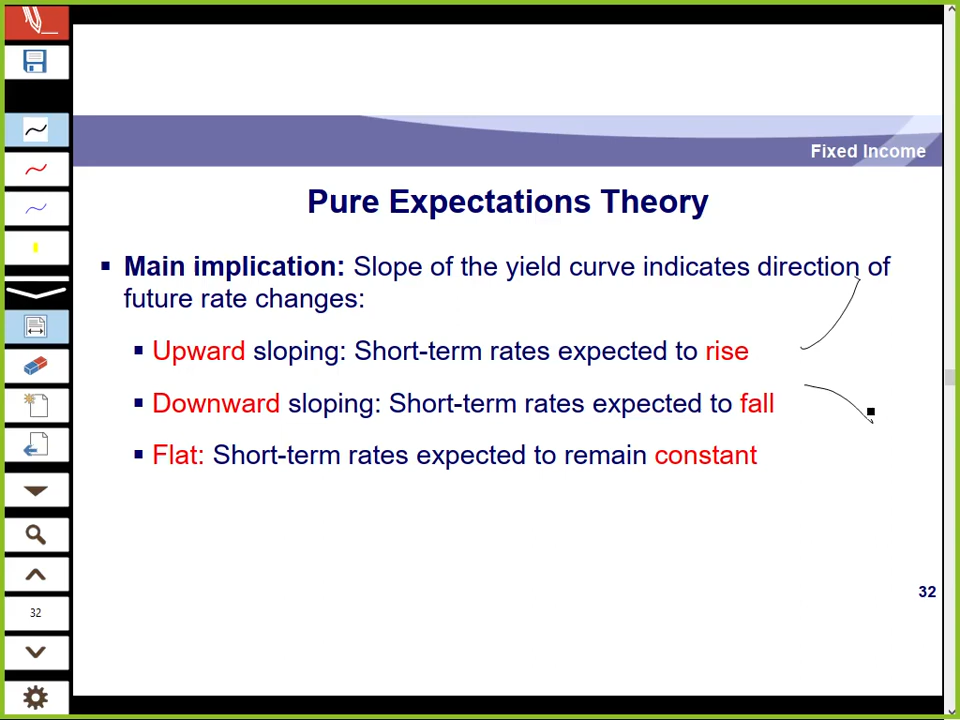 Fixed Income
Pure Expectations Theory
▪ Main implication: Slope of the yield curve indicates direction of
future rate changes:
▪ Upward sloping: Short-term rates expected to rise
▪ Downward sloping: Short-term rates expected to fall
▪ Flat: Short-term rates expected to remain constant
32
32